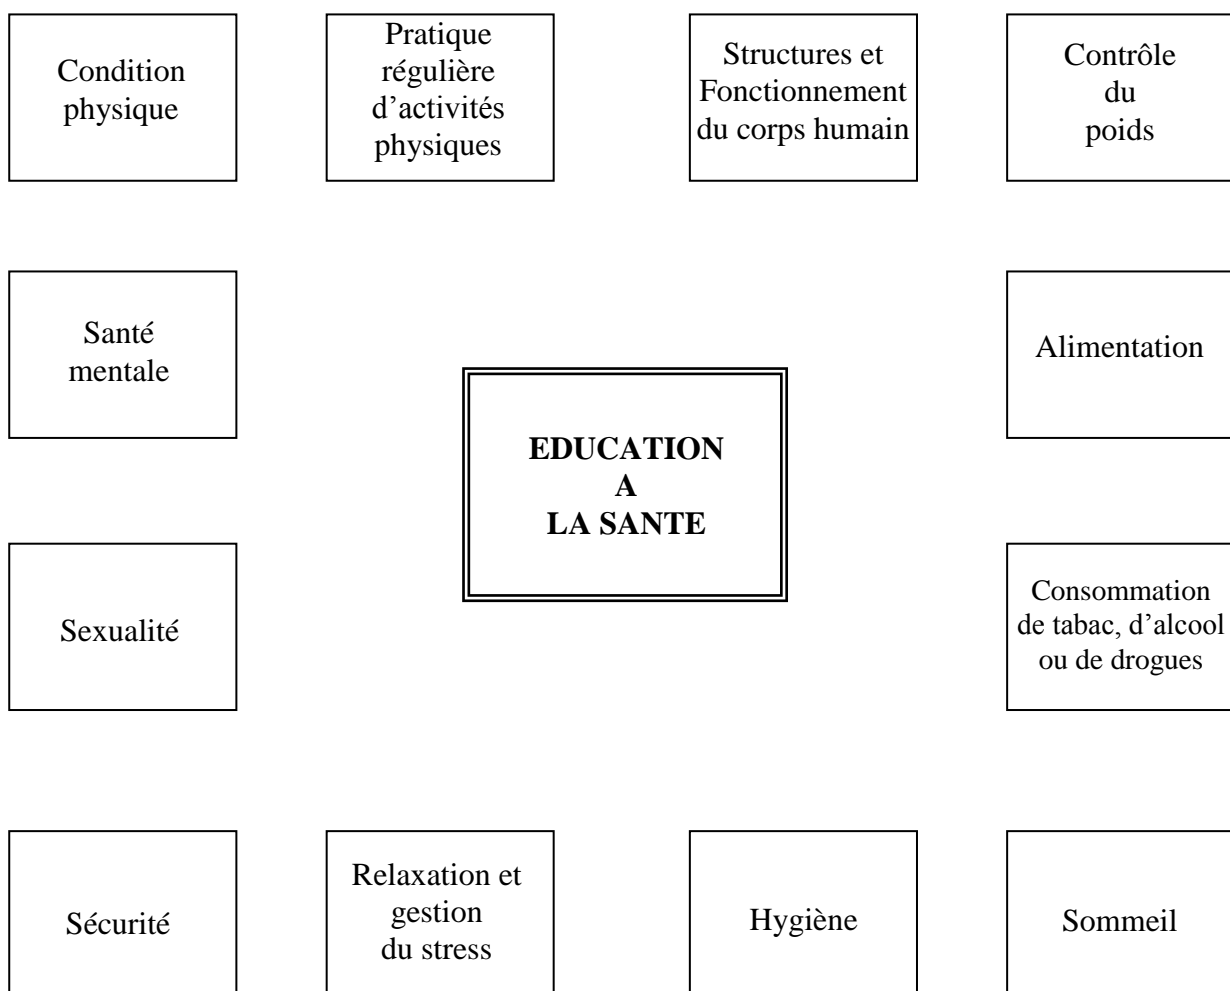 Condition
physique
Pratique
régulière
d’activités
physiques
Structures et
Fonctionnement
du corps humain
Contrôle
du
poids
Santé
mentale
Alimentation
EDUCATION
A
LA SANTE
Sexualité
Consommation
de tabac, d’alcool
ou de drogues
Sécurité
Relaxation et
gestion
du stress
Hygiène
Sommeil